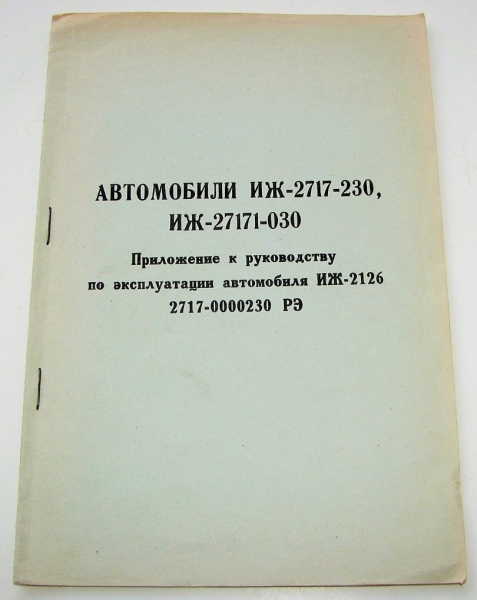 АВТОМОБИЛИ ИЖ-2717-230,
ИЖ-27171-030
Приложение к руководству
по эксплуатации автомобиля ИЖ-2126
2717-0000230 РЭ